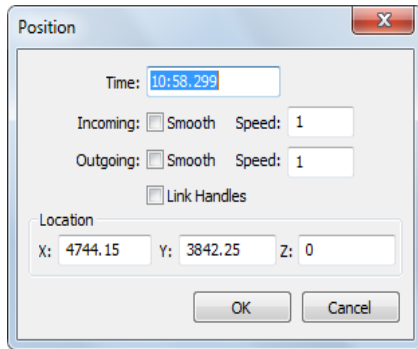 Position
Time: 10:58.299
Incoming: Smooth Speed: 1
Outgoing: Smooth Speed: 1
Link Handles
Location
X: 4744.15 Y: 3842.25 Z: 0
OK Cancel